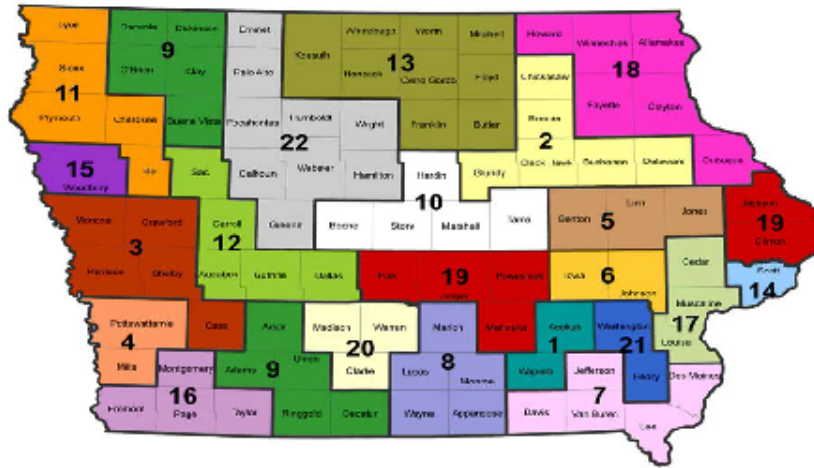 Lyon Osceola Dickinson Emmet Winnebago Worth Mitchell Howard Winneshiek Allamakee
9 Kossuth 13 18
Sioux O'Brien Clay Palo Alto Hancock Cerro Gordo Floyd Chickasaw
11
Plymouth Cherokee Buena Vista Pocahontas Humboldt Wright Franklin Butler Bremer Fayette Clayton
22 2
15 Ida Sac Calhoun Webster Hamilton Hardin Grundy Black Hawk Buchanan Delaware Dubuque
Woodbury
10
Monona Crawford Carroll Greene Boone Story Marshall Tama Benton Linn Jones Jackson
3 12 5 19
Clinton
Harrison Shelby Audubon Guthrie Dallas Polk 19 Poweshiek Iowa 6 Johnson Cedar Scott
Jasper 14
Pottawattamie Cass Adair Madison Warren Marion Mahaska Keokuk Washington Muscatine
4 20 8 1 21 17
Mills Montgomery Adams 9 Union Clarke Lucas Monroe Wapello Jefferson Henry Louisa Des Moines
16 7
Fremont Page Taylor Ringgold Decatur Wayne Appanoose Davis Van Buren Lee